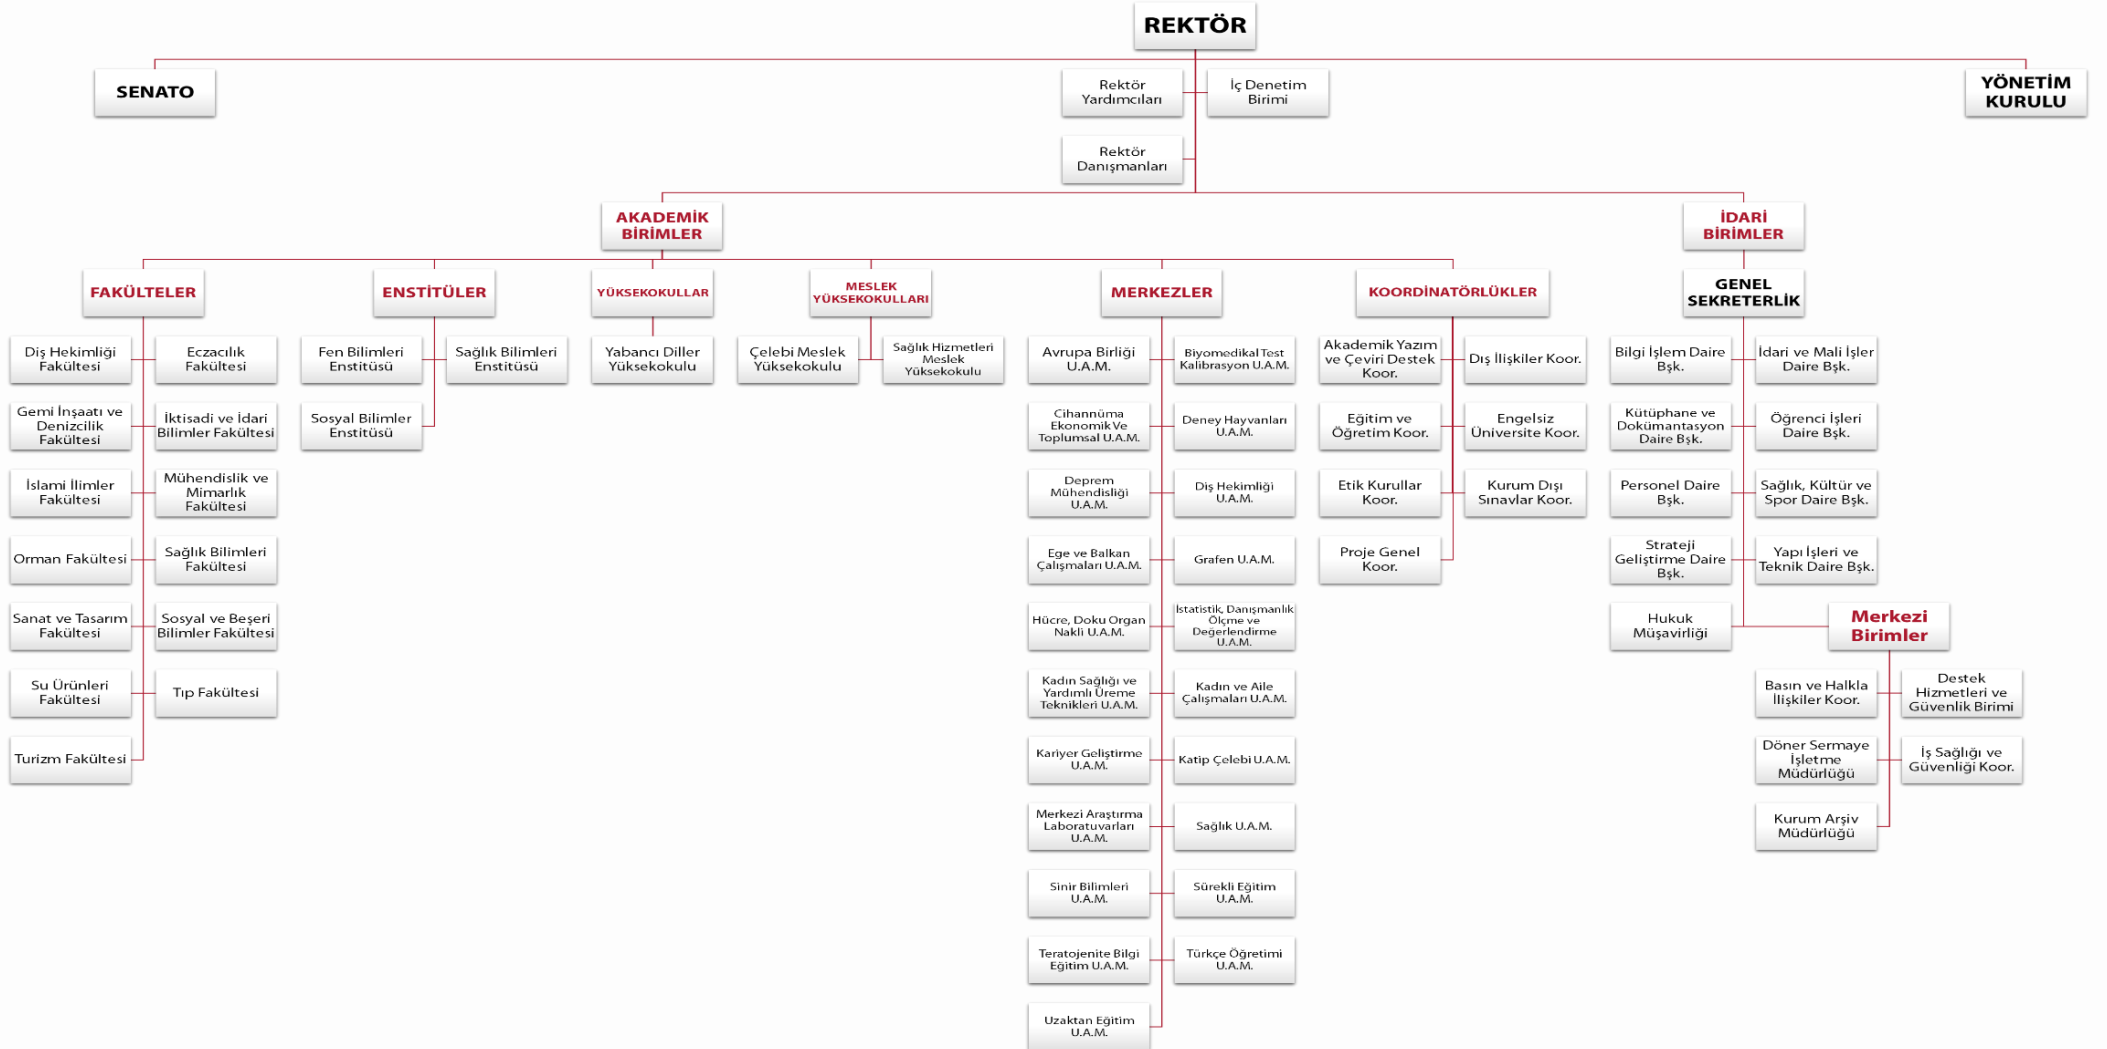 REKTÖR
SENATO
Rektör
Yardımcıları
İç Denetim
Birimi
YÖNETİM
KURULU
Rektör
Danışmanları
AKADEMİK
BİRİMLER
İDARİ
BİRİMLER
FAKÜLTELER
ENSTİTÜLER
YÜKSEKOKULLAR
MESLEK
YÜKSEKOKULLARI
MERKEZLER
KOORDİNATÖRLÜKLER
GENEL
SEKRETERLİK
Diş Hekimliği
Fakültesi
Eczacılık
Fakültesi
Gemi İnşaatı ve
Denizcilik
Fakültesi
İktisadi ve İdari
Bilimler Fakültesi
İslami İlimler
Fakültesi
Mühendislik ve
Mimarlık
Fakültesi
Orman Fakültesi
Sağlık Bilimleri
Fakültesi
Sanat ve Tasarım
Fakültesi
Sosyal ve Beşeri
Bilimler Fakültesi
Su Ürünleri
Fakültesi
Tıp Fakültesi
Turizm Fakültesi
Fen Bilimleri
Enstitüsü
Sağlık Bilimleri
Enstitüsü
Sosyal Bilimler
Enstitüsü
Yabancı Diller
Yüksekokulu
Çelebi Meslek
Yüksekokulu
Sağlık Hizmetleri
Meslek
Yüksekokulu
Avrupa Birliği
U.A.M.
Biyomedikal Test
Kalibrasyon U.A.M.
Cihannüma
Ekonomik Ve
Toplumsal U.A.M.
Deney Hayvanları
U.A.M.
Deprem
Mühendisliği
U.A.M.
Diş Hekimliği
U.A.M.
Ege ve Balkan
Çalışmaları U.A.M.
Grafen U.A.M.
Hücre, Doku Organ
Nakli U.A.M.
İstatistik, Danışmanlık
Ölçme ve
Değerlendirme
U.A.M.
Kadın Sağlığı ve
Yardımlı Üreme
Teknikleri U.A.M.
Kadın ve Aile
Çalışmaları U.A.M.
Kariyer Geliştirme
U.A.M.
Katip Çelebi U.A.M.
Merkezi Araştırma
Laboratuvarları
U.A.M.
Sağlık U.A.M.
Sinir Bilimleri
U.A.M.
Sürekli Eğitim
U.A.M.
Teratojenite Bilgi
Eğitim U.A.M.
Türkçe Öğretimi
U.A.M.
Uzaktan Eğitim
U.A.M.
Akademik Yazım
ve Çeviri Destek
Koor.
Dış İlişkiler Koor.
Eğitim ve
Öğretim Koor.
Engelsiz
Üniversite Koor.
Etik Kurullar
Koor.
Kurum Dışı
Sınavlar Koor.
Proje Genel
Koor.
Bilgi İşlem Daire
Bşk.
İdari ve Mali İşler
Daire Bşk.
Kütüphane ve
Dokümantasyon
Daire Bşk.
Öğrenci İşleri
Daire Bşk.
Personel Daire
Bşk.
Sağlık, Kültür ve
Spor Daire Bşk.
Strateji
Geliştirme Daire
Bşk.
Yapı İşleri ve
Teknik Daire Bşk.
Hukuk
Müşavirliği
Merkezi
Birimler
Basın ve Halkla
İlişkiler Koor.
Destek
Hizmetleri ve
Güvenlik Birimi
Döner Sermaye
İşletme
Müdürlüğü
İş Sağlığı ve
Güvenliği Koor.
Kurum Arşiv
Müdürlüğü